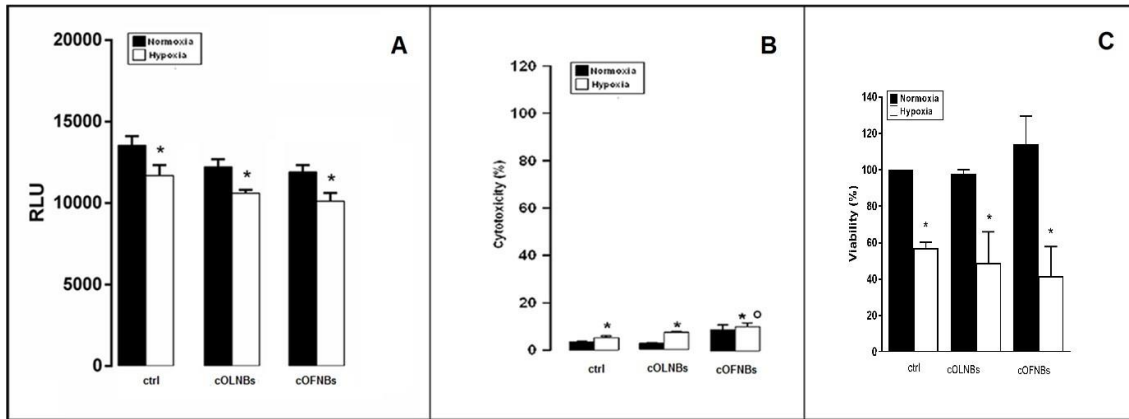 A
Normoxia
Hypoxia
RLU
20000
15000
10000
5000
0
*
*
*
ctrl
cOLNBs
cOFNBs
B
Normoxia
Hypoxia
Cytotoxicity (%)
120
100
80
60
40
20
0
*
*
* o
ctrl
cOLNBs
cOFNBs
C
Normoxia
Hypoxia
Viability (%)
140
120
100
80
60
40
20
0
*
*
*
ctrl
cOLNBs
cOFNBs